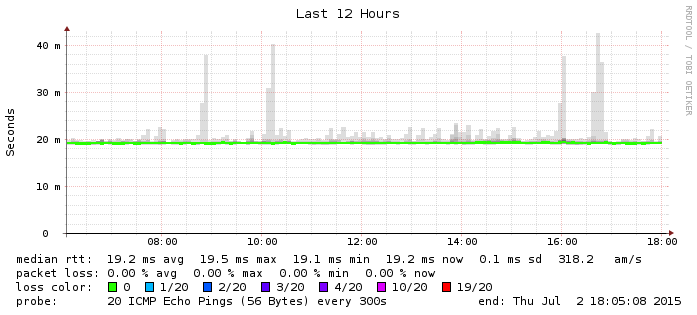 Last 12 Hours
RRDTOOL / TOBI OETIKER
Seconds
40 m
30 m
20 m
10 m
0
08:00 10:00 12:00 14:00 16:00 18:00
median rtt: 19.2 ms avg 19.5 ms max 19.1 ms min 19.2 ms now 0.1 ms sd 318.2 am/s
packet loss: 0.00 % avg 0.00 % max 0.00 % min 0.00 % now
loss color: 0 1/20 2/20 3/20 4/20 10/20 19/20
probe: 20 ICMP Echo Pings (56 Bytes) every 300s end: Thu Jul 2 18:05:08 2015